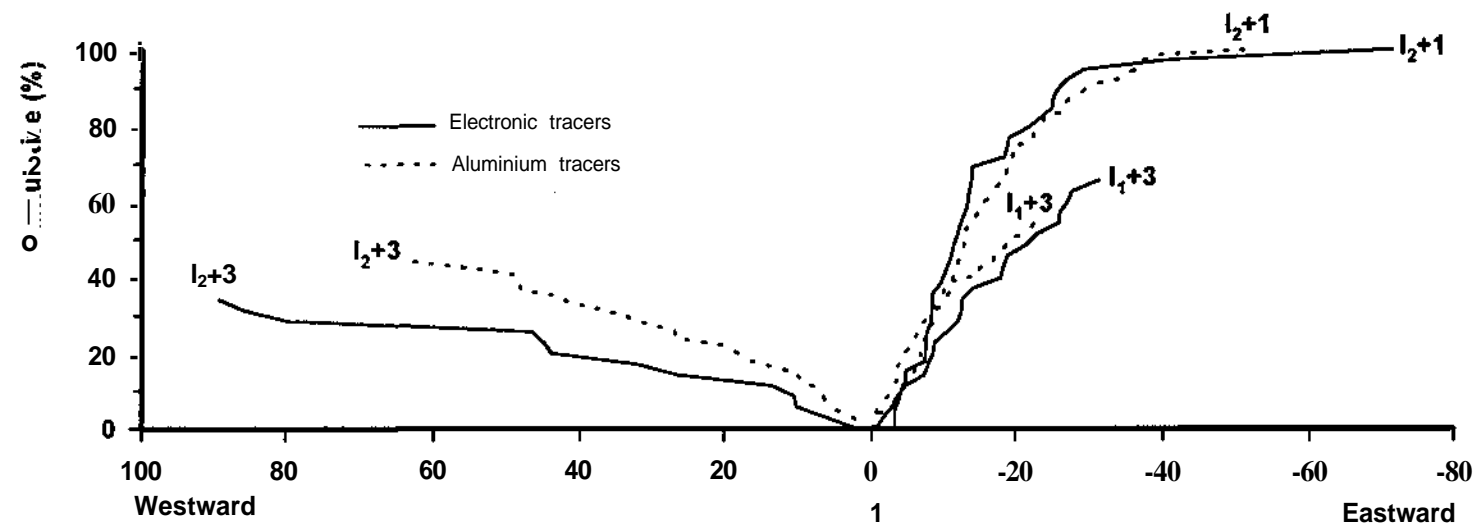 I₂+1
100
I₂+1
(%)
Electronic tracers
80
Aluminium tracers
60
I₁+3
I₁+3
I₂+3
I₂+3
40
20
0
100 80 60 40 20 0 -20 -40 -60 -80
Westward 1 Eastward